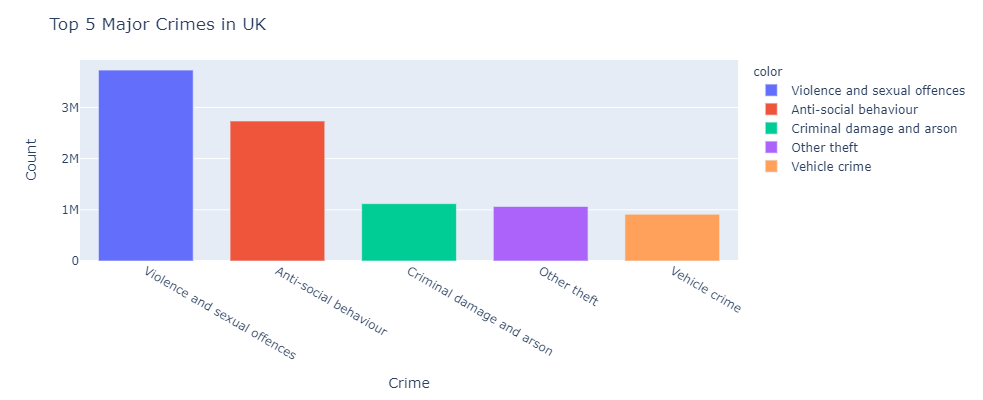 Top 5 Major Crimes in UK
Count
3M
2M
1M
0
Violence and sexual offences
Anti-social behaviour
Criminal damage and arson
Other theft
Vehicle crime
Crime
color
Violence and sexual offences
Anti-social behaviour
Criminal damage and arson
Other theft
Vehicle crime